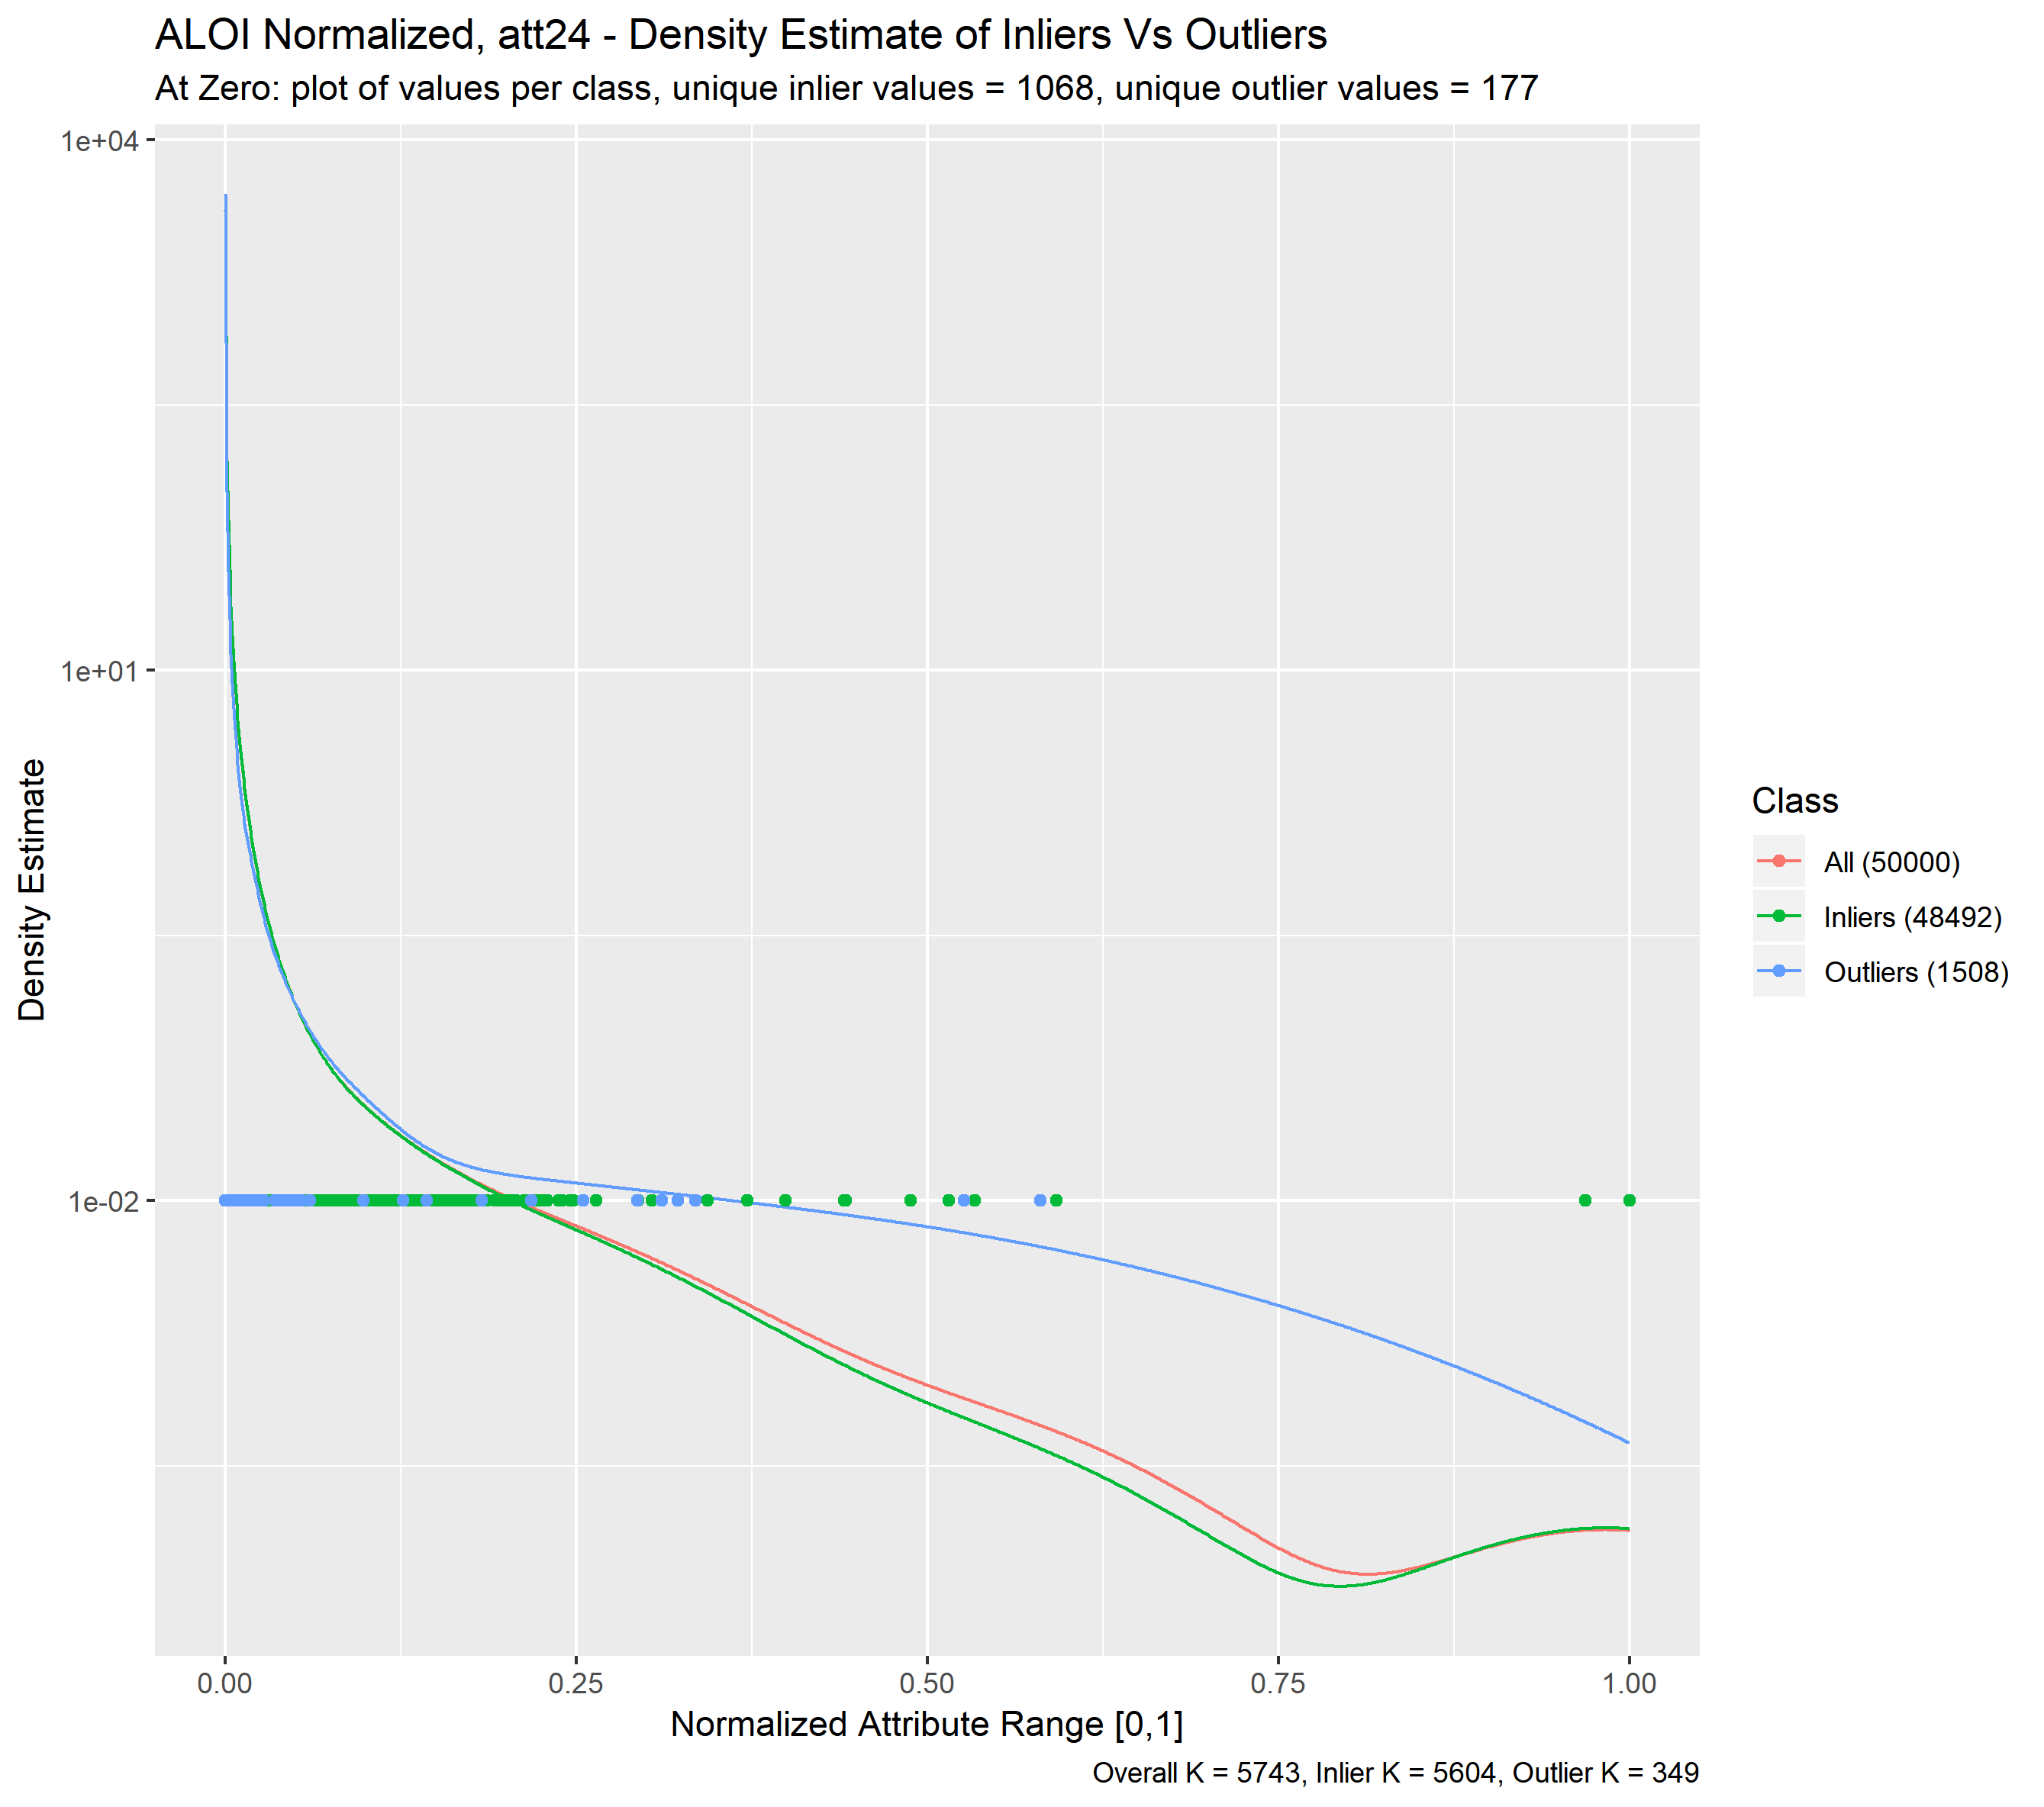 ALOI Normalized, att24 - Density Estimate of Inliers Vs Outliers
At Zero: plot of values per class, unique inlier values = 1068, unique outlier values = 177
1e+04
1e+01
1e-02
Density Estimate
0.00 0.25 0.50 0.75 1.00
Normalized Attribute Range [0,1]
Overall K = 5743, Inlier K = 5604, Outlier K = 349
Class
All (50000)
Inliers (48492)
Outliers (1508)